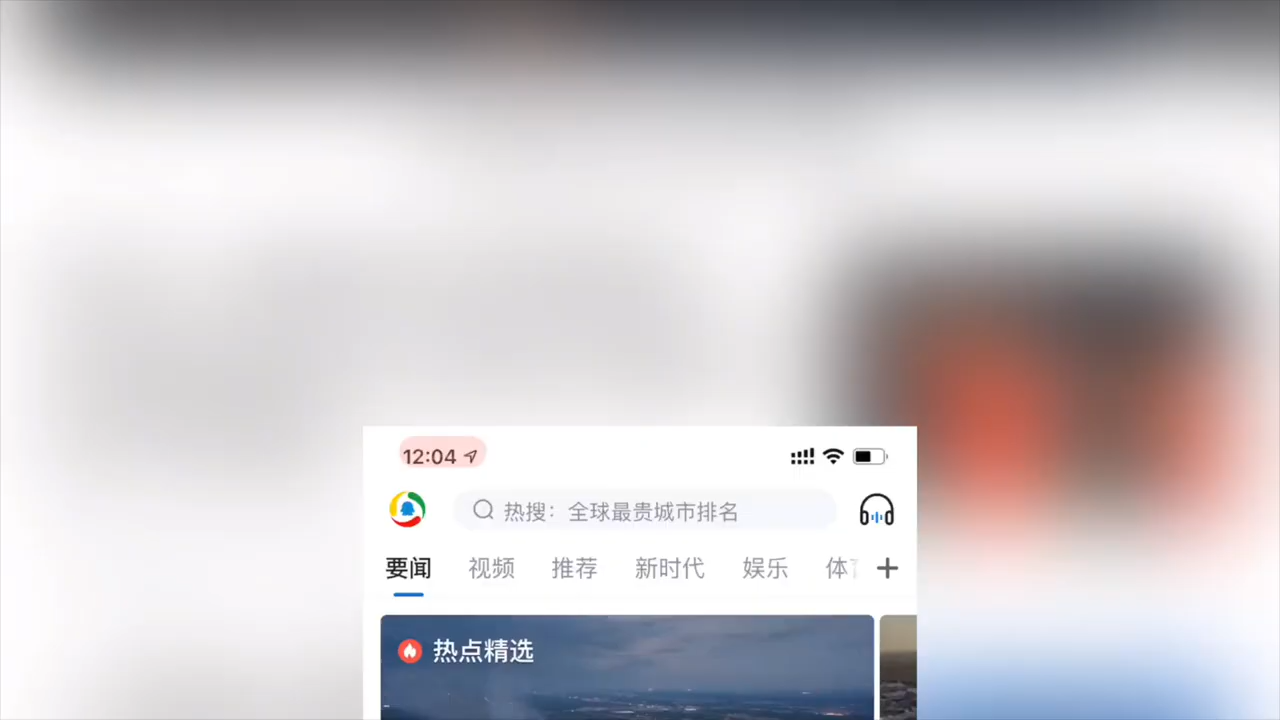 12:04
热搜：全球最贵城市排名
要闻 视频 推荐 新时代 娱乐 体
热点精选